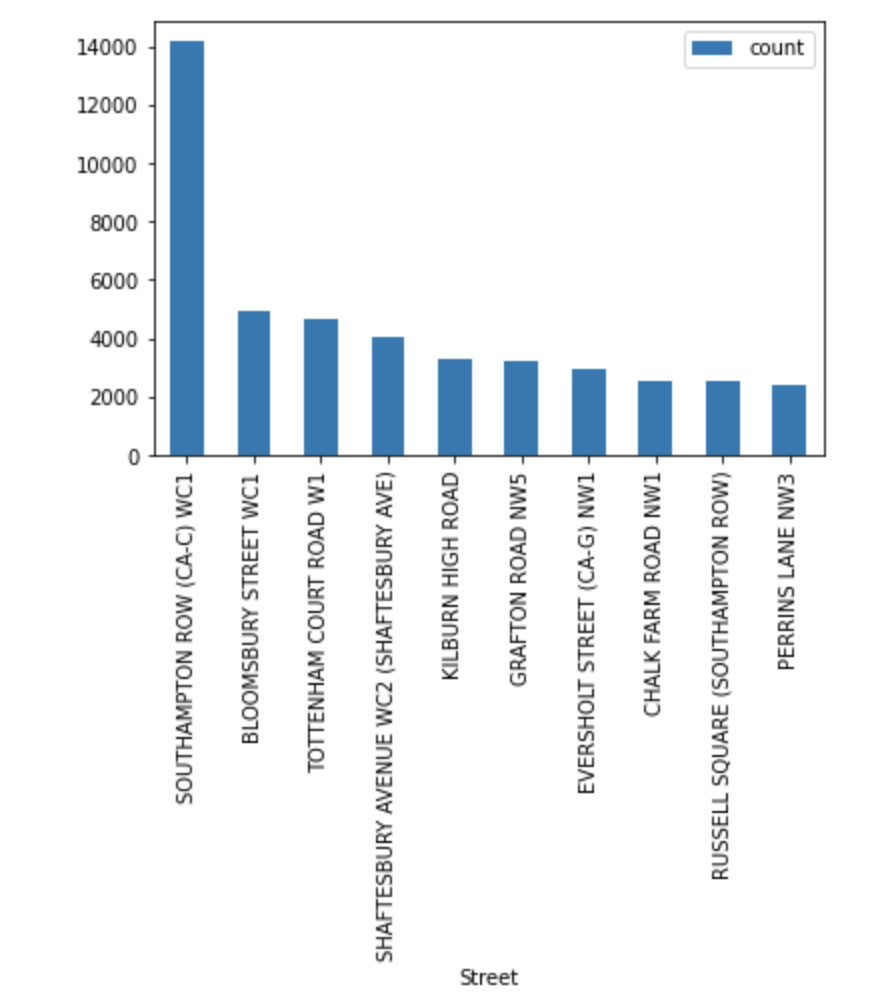 count
14000
12000
10000
8000
6000
4000
2000
0
SOUTHAMPTON ROW (CA-C) WC1
BLOOMSBURY STREET WC1
TOTTENHAM COURT ROAD W1
SHAFTESBURY AVENUE WC2 (SHAFTESBURY AVE)
KILBURN HIGH ROAD
GRAFTON ROAD NW5
EVERSHOLT STREET (CA-G) NW1
CHALK FARM ROAD NW1
RUSSELL SQUARE (SOUTHAMPTON ROW)
PERRINS LANE NW3
Street